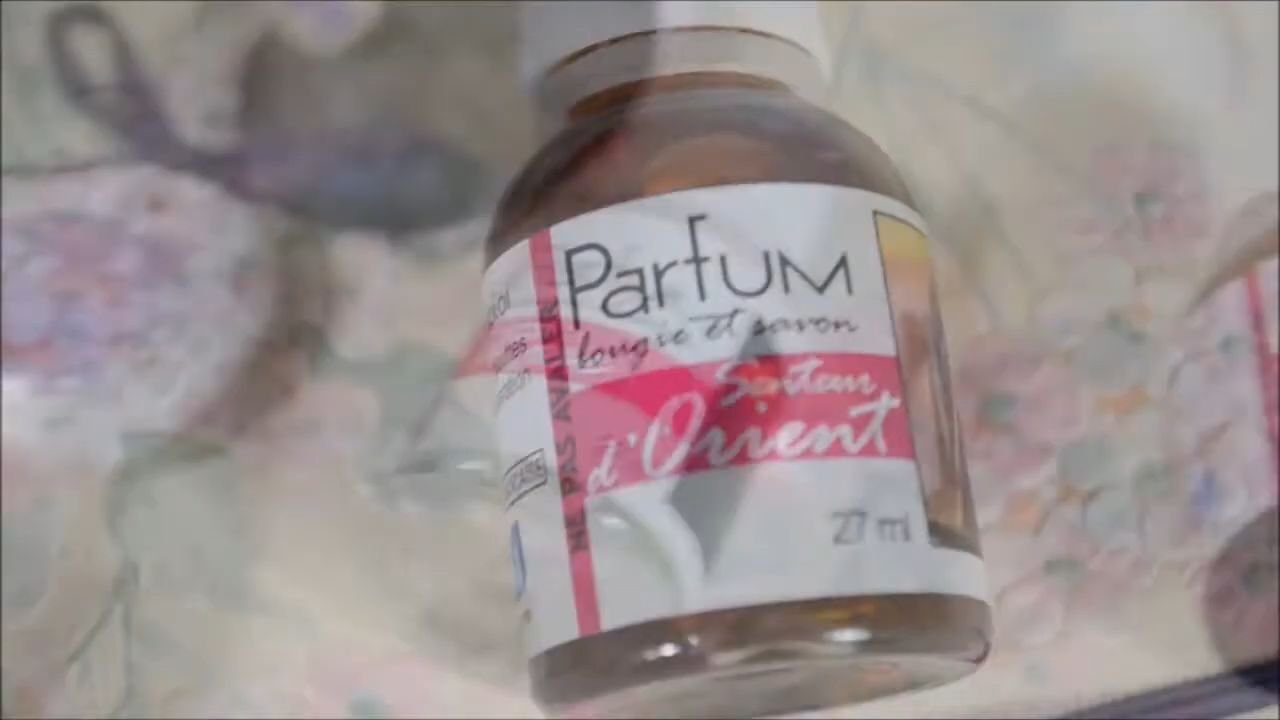 ParfuM
bougie et savon
Senteur
d'Orient
27 ml
NE PAS AVALER